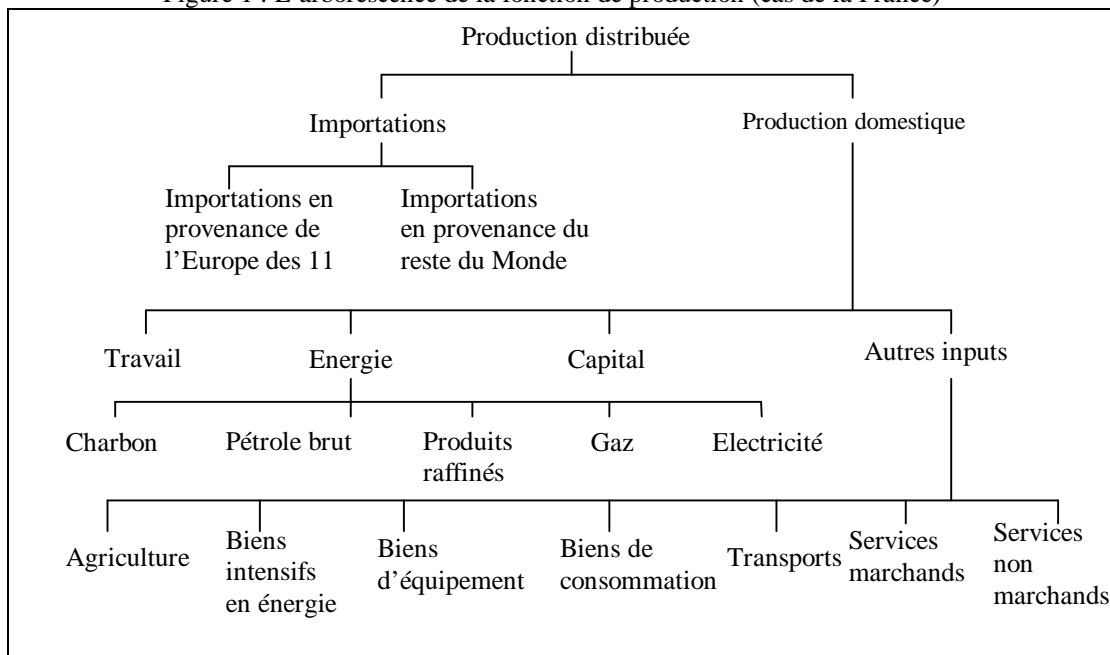 Figure 1 : L'arborescence de la fonction de production (cas de la France)
Production distribuée
Importations
Production domestique
Importations en
provenance de
l'Europe des 11
Importations
en provenance du
reste du Monde
Travail
Energie
Capital
Autres inputs
Charbon
Pétrole brut
Produits
raffinés
Gaz
Electricité
Agriculture
Biens
intensifs
en énergie
Biens
d'équipement
Biens de
consommation
Transports
Services
marchands
Services
non
marchands